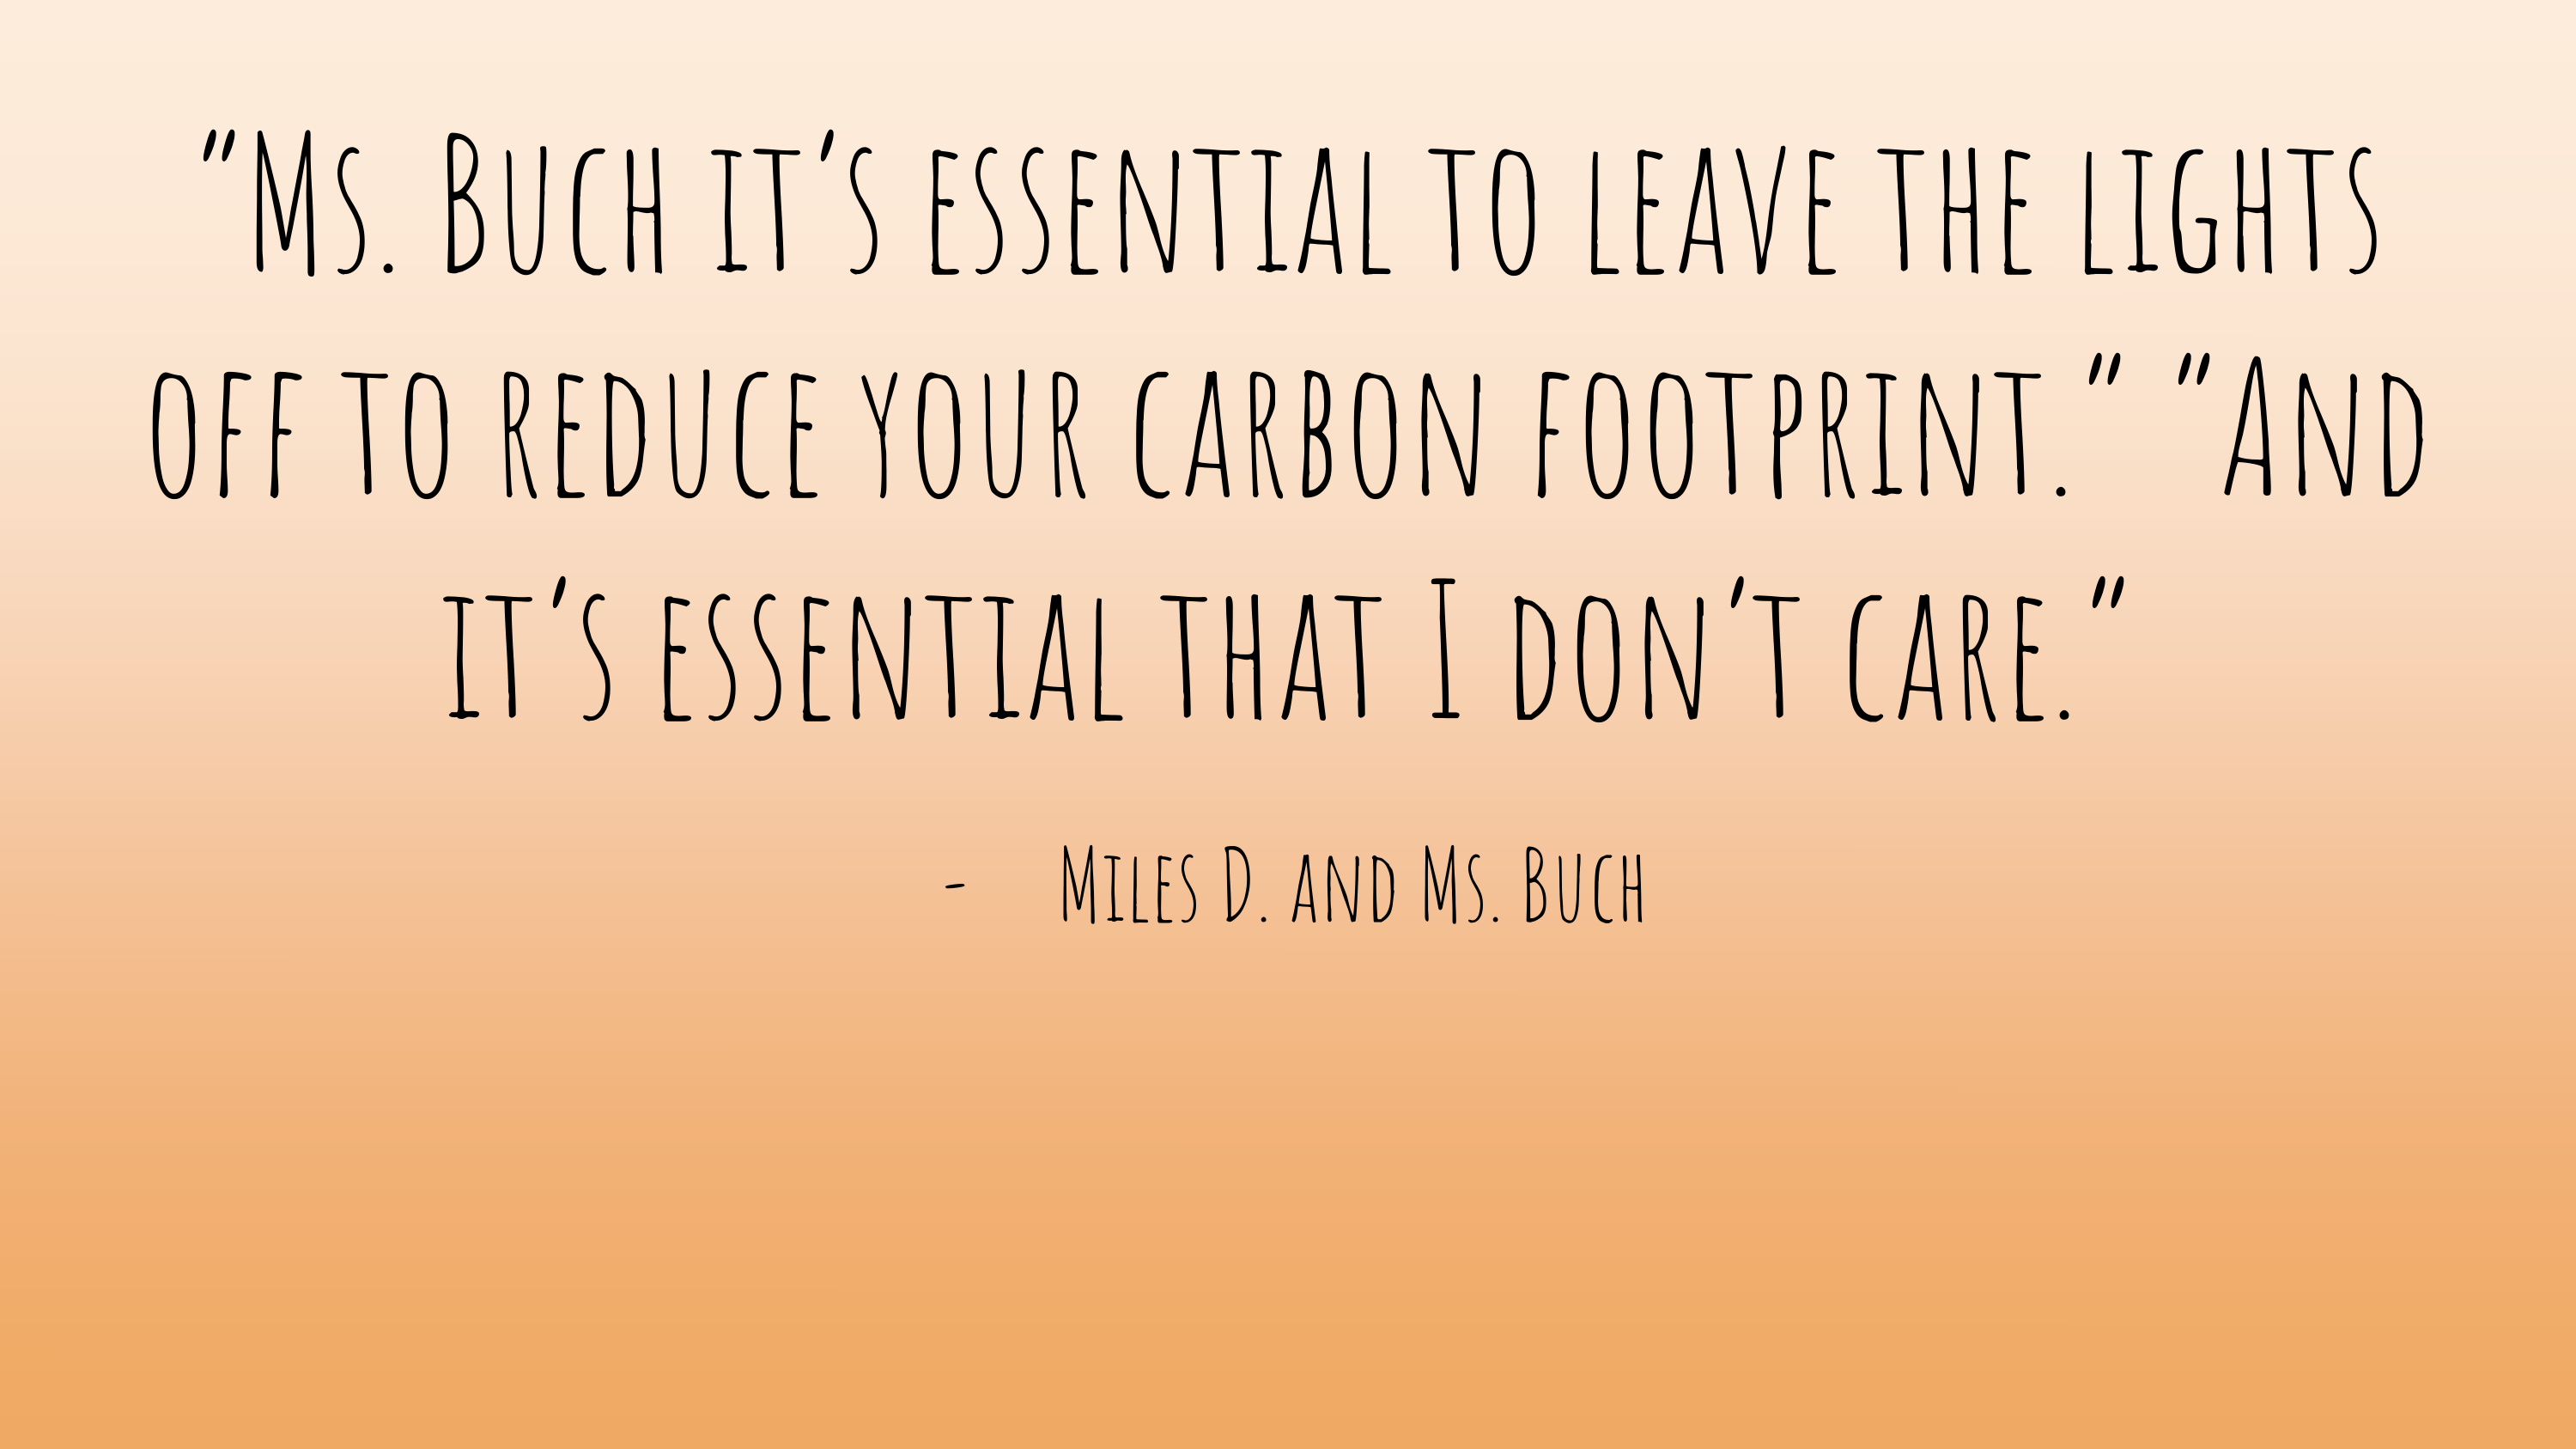 “Ms. Buch it’s essential to leave the lights
off to reduce your carbon footprint.” “And
it’s essential that I don’t care.”
- Miles D. and Ms. Buch